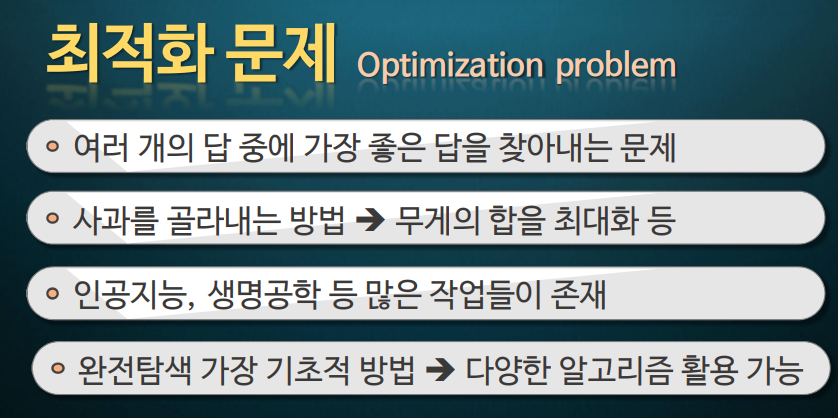 최적화 문제 Optimization problem
여러 개의 답 중에 가장 좋은 답을 찾아내는 문제
사과를 골라내는 방법 ➔ 무게의 합을 최대화 등
인공지능, 생명공학 등 많은 작업들이 존재
완전탐색 가장 기초적 방법 ➔ 다양한 알고리즘 활용 가능